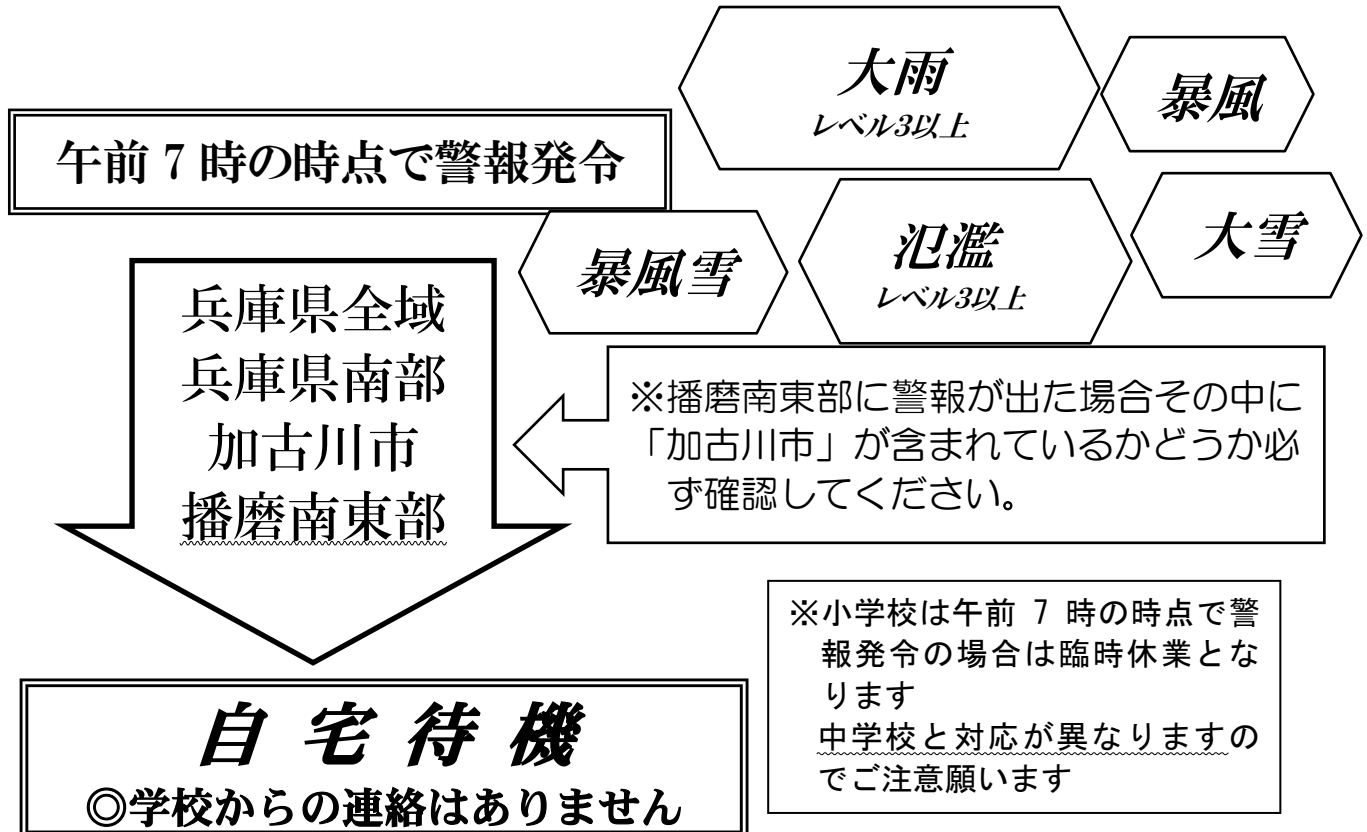 大雨
レベル3以上
暴風
午前７時の時点で警報発令
暴風雪
氾濫
レベル3以上
大雪
兵庫県全域
兵庫県南部
加古川市
播磨南東部
※播磨南東部に警報が出た場合その中に
「加古川市」が含まれているかどうか必
ず確認してください。
※小学校は午前 7 時の時点で警
報発令の場合は臨時休業とな
ります
中学校と対応が異なりますの
でご注意願います
自 宅 待 機
◎学校からの連絡はありません